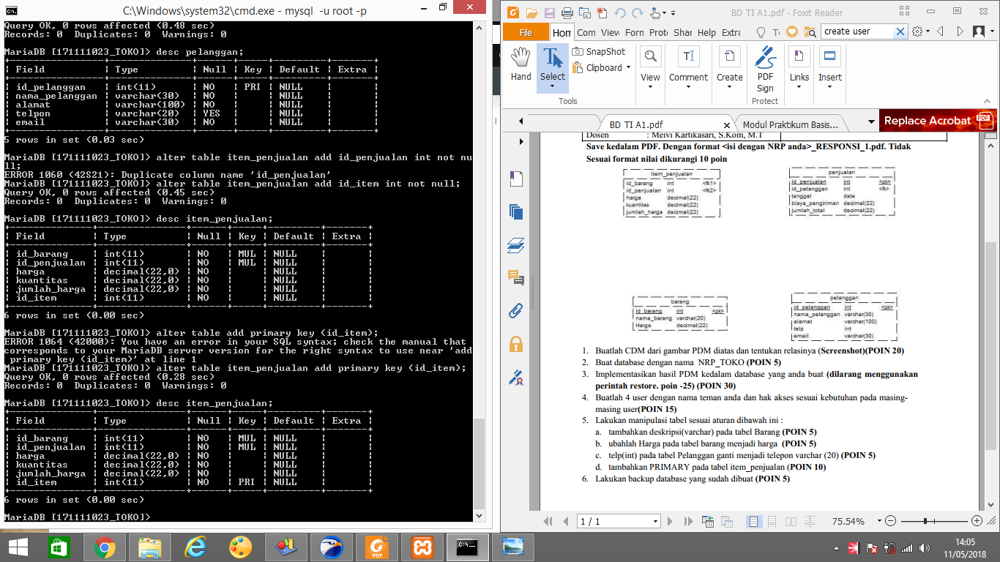 C:\Windows\system32\cmd.exe - mysql -u root -p
Query OK, 0 rows affected (0.48 sec)
Records: 0 Duplicates: 0 Warnings: 0
MariaDB [171111023_TOKO]> desc pelanggan;
| Field | Type | Null | Key | Default | Extra |
| id_pelanggan | int(11) | NO | PRI | NULL | |
| nama_pelanggan | varchar(30) | NO | | NULL | |
| alamat | varchar(100) | NO | | NULL | |
| telpon | varchar(20) | YES | | NULL | |
| email | varchar(30) | NO | | NULL | |
5 rows in set (0.03 sec)
MariaDB [171111023_TOKO]> alter table item_penjualan add id_penjualan int not nu
ll;
ERROR 1060 (42S21): Duplicate column name 'id_penjualan'
MariaDB [171111023_TOKO]> alter table item_penjualan add id_item int not null;
Query OK, 0 rows affected (0.45 sec)
Records: 0 Duplicates: 0 Warnings: 0
MariaDB [171111023_TOKO]> desc item_penjualan;
| Field | Type | Null | Key | Default | Extra |
| id_barang | int(11) | NO | MUL | NULL | |
| id_penjualan | int(11) | NO | MUL | NULL | |
| harga | decimal(22,0) | NO | | NULL | |
| kuantitas | decimal(22,0) | NO | | NULL | |
| jumlah_harga | decimal(22,0) | NO | | NULL | |
| id_item | int(11) | NO | | NULL | |
6 rows in set (0.00 sec)
MariaDB [171111023_TOKO]> alter table add primary key (id_item);
ERROR 1064 (42000): You have an error in your SQL syntax; check the manual that
corresponds to your MariaDB server version for the right syntax to use near 'add
primary key (id_item)' at line 1
MariaDB [171111023_TOKO]> alter table item_penjualan add primary key (id_item);
Query OK, 0 rows affected (0.28 sec)
Records: 0 Duplicates: 0 Warnings: 0
MariaDB [171111023_TOKO]> desc item_penjualan;
| Field | Type | Null | Key | Default | Extra |
| id_barang | int(11) | NO | MUL | NULL | |
| id_penjualan | int(11) | NO | MUL | NULL | |
| harga | decimal(22,0) | NO | | NULL | |
| kuantitas | decimal(22,0) | NO | | NULL | |
| jumlah_harga | decimal(22,0) | NO | | NULL | |
| id_item | int(11) | NO | PRI | NULL | |
6 rows in set (0.00 sec)
MariaDB [171111023_TOKO]>
BD TI A1.pdf - Foxit Reader
File Hom Com View Forn Prote Shar Help Extra create user
Hand Select SnapShot Clipboard View Comment Create PDF Sign Links Insert
Tools Protect
BD TI A1.pdf Modul Praktikum Basis... Replace Acrobat PDF
Dosen : Meivi Kartikasari, S.Kom, M.T
Save kedalam PDF. Dengan format <isi dengan NRP anda>_RESPONSI_1.pdf. Tidak
Sesuai format nilai dikurangi 10 poin
item_penjualan
id_barang int <fk1>
id_penjualan int <fk2>
harga decimal(22)
kuantitas decimal(22)
jumlah_harga decimal(22)
penjualan
id_penjualan int <pk>
id_pelanggan int <fk>
tanggal date
biaya_pengiriman decimal(22)
jumlah_total decimal(22)
barang
id_barang int <pk>
nama_barang varchar(20)
Harga decimal(22)
pelanggan
id_pelanggan int <pk>
nama_pelanggan varchar(30)
alamat varchar(100)
telp int
email varchar(30)
1. Buatlah CDM dari gambar PDM diatas dan tentukan relasinya (Screenshot)(POIN 20)
2. Buat database dengan nama NRP_TOKO (POIN 5)
3. Implementasikan hasil PDM kedalam database yang anda buat (dilarang menggunakan
perintah restore. poin -25) (POIN 30)
4. Buatlah 4 user dengan nama teman anda dan hak akses sesuai kebutuhan pada masing-
masing user(POIN 15)
5. Lakukan manipulasi tabel sesuai aturan dibawah ini :
a. tambahkan deskripsi(varchar) pada tabel Barang (POIN 5)
b. ubahlah Harga pada tabel barang menjadi harga (POIN 5)
c. telp(int) pada tabel Pelanggan ganti menjadi telepon varchar (20) (POIN 5)
d. tambahkan PRIMARY pada tabel item_penjualan (POIN 10)
6. Lakukan backup database yang sudah dibuat (POIN 5)
1 / 1 75.54%
14:05
11/05/2018